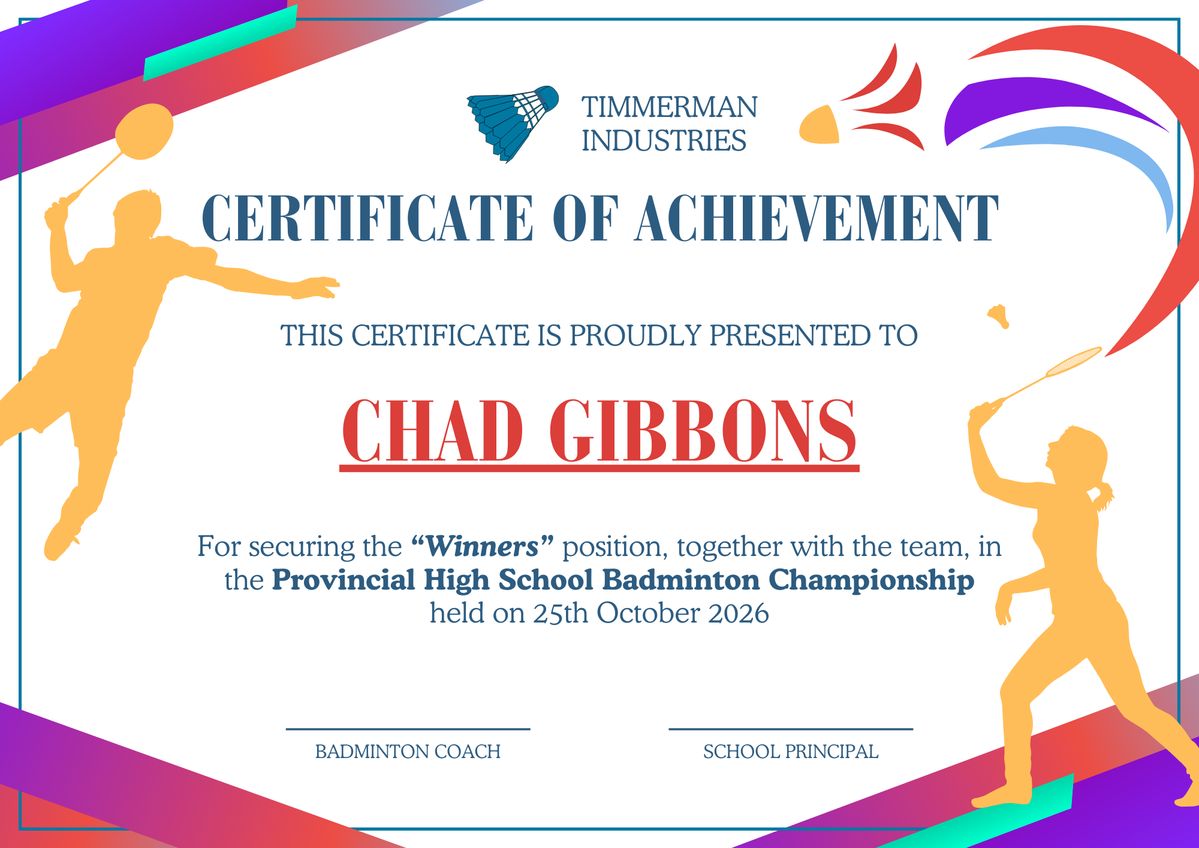 TIMMERMAN
INDUSTRIES
CERTIFICATE OF ACHIEVEMENT
THIS CERTIFICATE IS PROUDLY PRESENTED TO
CHAD GIBBONS
For securing the “Winners” position, together with the team, in
the Provincial High School Badminton Championship
held on 25th October 2026
BADMINTON COACH
SCHOOL PRINCIPAL